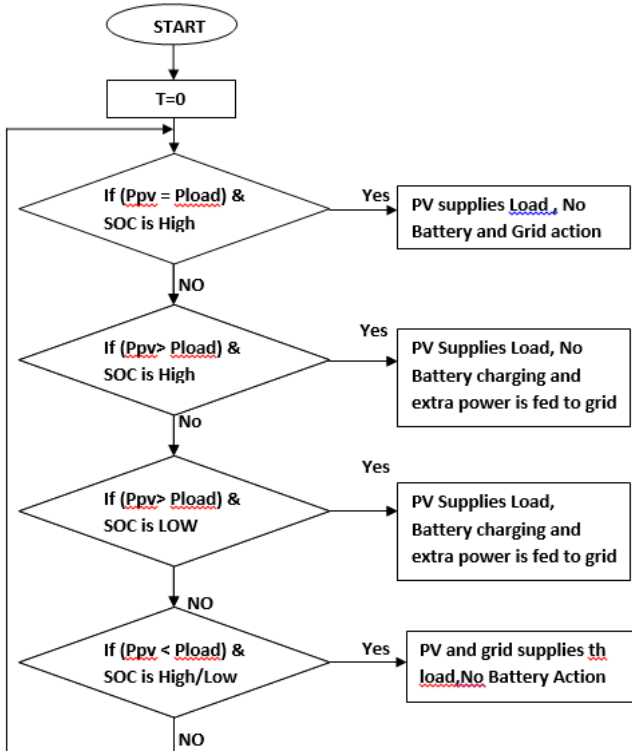 START
T=0
If (Ppv = Pload) &
SOC is High
Yes
PV supplies Load , No
Battery and Grid action
NO
If (Ppv> Pload) &
SOC is High
Yes
PV Supplies Load, No
Battery charging and
extra power is fed to grid
No
If (Ppv> Pload) &
SOC is LOW
Yes
PV Supplies Load,
Battery charging and
extra power is fed to grid
NO
If (Ppv < Pload) &
SOC is High/Low
Yes
PV and grid supplies th
load,No Battery Action
NO